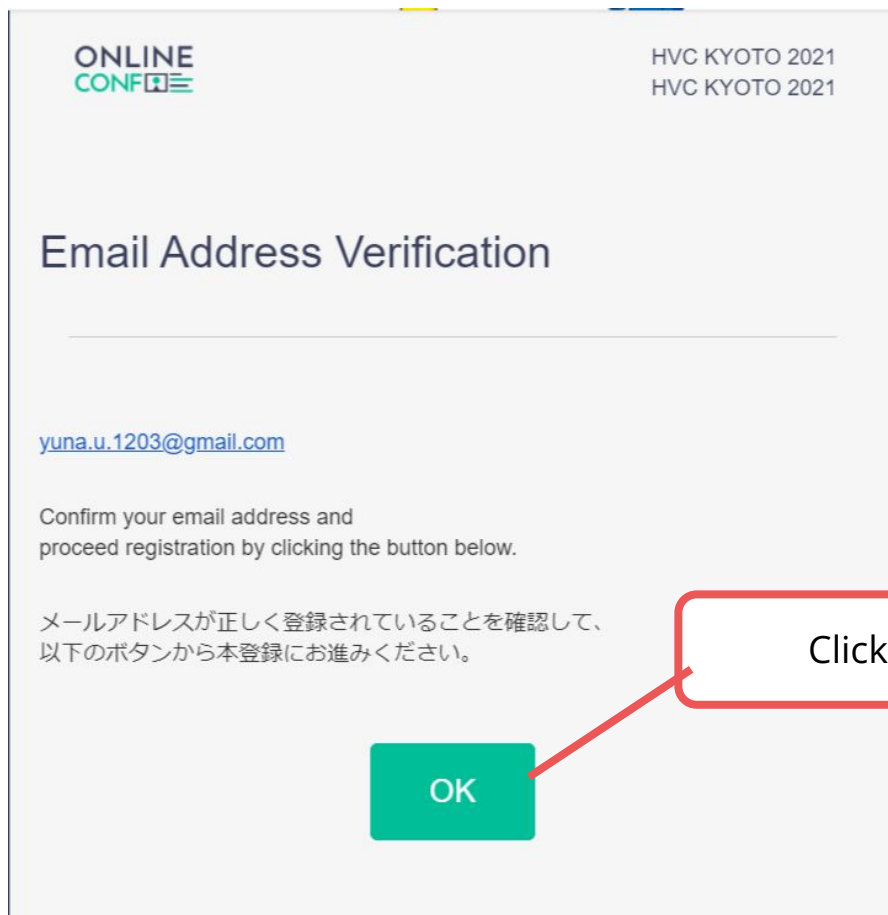 ONLINE
CONF
HVC KYOTO 2021
HVC KYOTO 2021
Email Address Verification
yuna.u.1203@gmail.com
Confirm your email address and
proceed registration by clicking the button below.
メールアドレスが正しく登録されていることを確認して、
以下のボタンから本登録にお進みください。
Click
OK